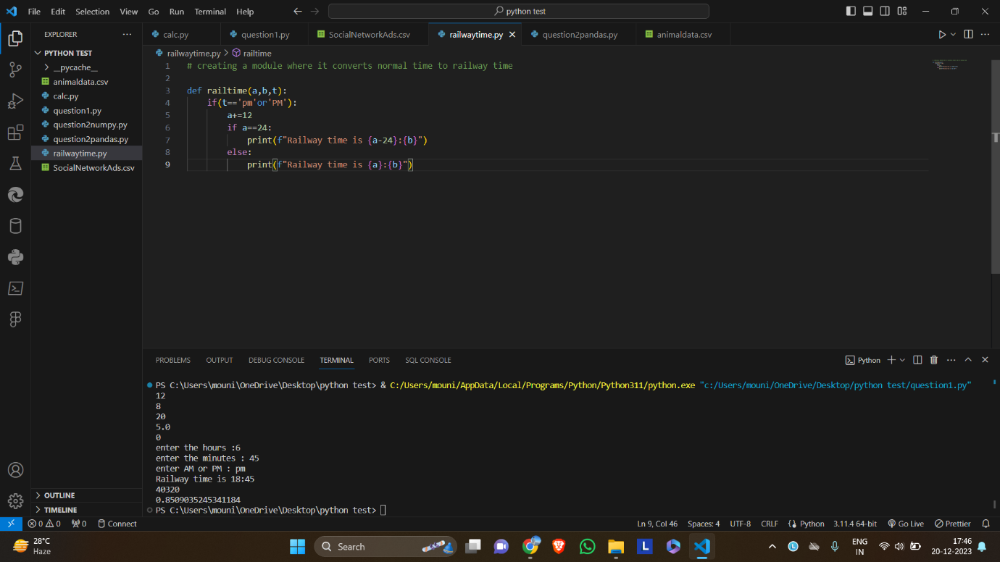 File Edit Selection View Go Run Terminal Help python test
EXPLORER
calc.py question1.py SocialNetworkAds.csv railwaytime.py question2pandas.py animaldata.csv
PYTHON TEST
__pycache__
animaldata.csv
calc.py
question1.py
question2numpy.py
question2pandas.py
railwaytime.py
SocialNetworkAds.csv
railwaytime.py > railtime
1 # creating a module where it converts normal time to railway time
2
3 def railtime(a,b,t):
4 if(t=='pm'or'PM'):
5 a+=12
6 if a==24:
7 print(f"Railway time is {a-24}:{b}")
8 else:
9 print(f"Railway time is {a}:{b}")
PROBLEMS OUTPUT DEBUG CONSOLE TERMINAL PORTS SQL CONSOLE
Python
PS C:\Users\mouni\OneDrive\Desktop\python test> & C:/Users/mouni/AppData/Local/Programs/Python/Python311/python.exe "c:/Users/mouni/OneDrive/Desktop/python test/question1.py"
12
8
20
5.0
0
enter the hours :6
enter the minutes : 45
enter AM or PM : pm
Railway time is 18:45
40320
0.8509035245341184
PS C:\Users\mouni\OneDrive\Desktop\python test>
OUTLINE
TIMELINE
0 0 0 Connect Ln 9, Col 46 Spaces: 4 UTF-8 CRLF Python 3.11.4 64-bit Go Live Prettier
28°C
Haze
Search
L
L
ENG
IN
17:46
20-12-2023